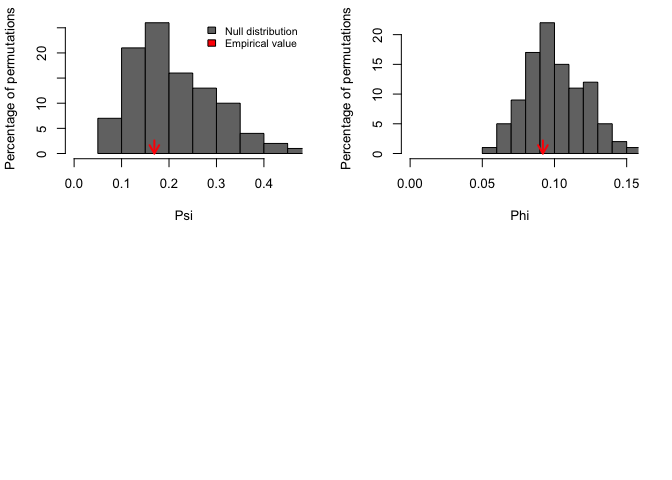 Null distribution
Empirical value
Percentage of permutations
0 5 10 20
0.0 0.1 0.2 0.3 0.4
Psi
Percentage of permutations
0 5 10 15 20
0.00 0.05 0.10 0.15
Phi